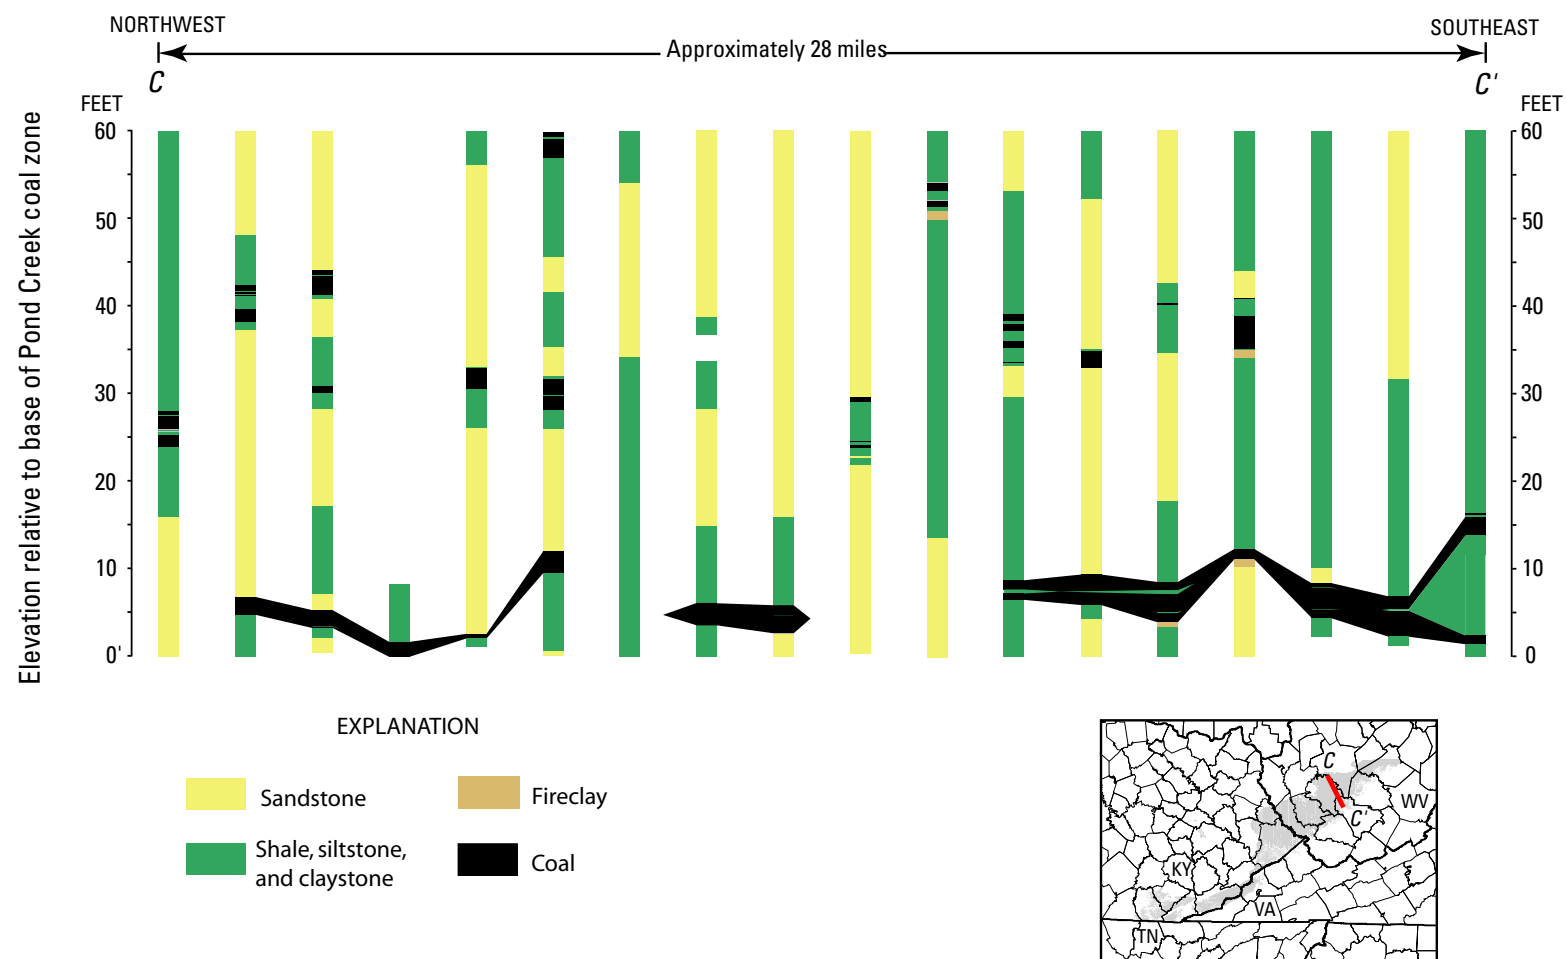 NORTHWEST
SOUTHEAST
Approximately 28 miles
C
C'
FEET
FEET
Elevation relative to base of Pond Creek coal zone
60
50
40
30
20
10
0'
60
50
40
30
20
10
0
EXPLANATION
Sandstone
Fireclay
Shale, siltstone,
and claystone
Coal
C
C'
WV
KY
VA
TN